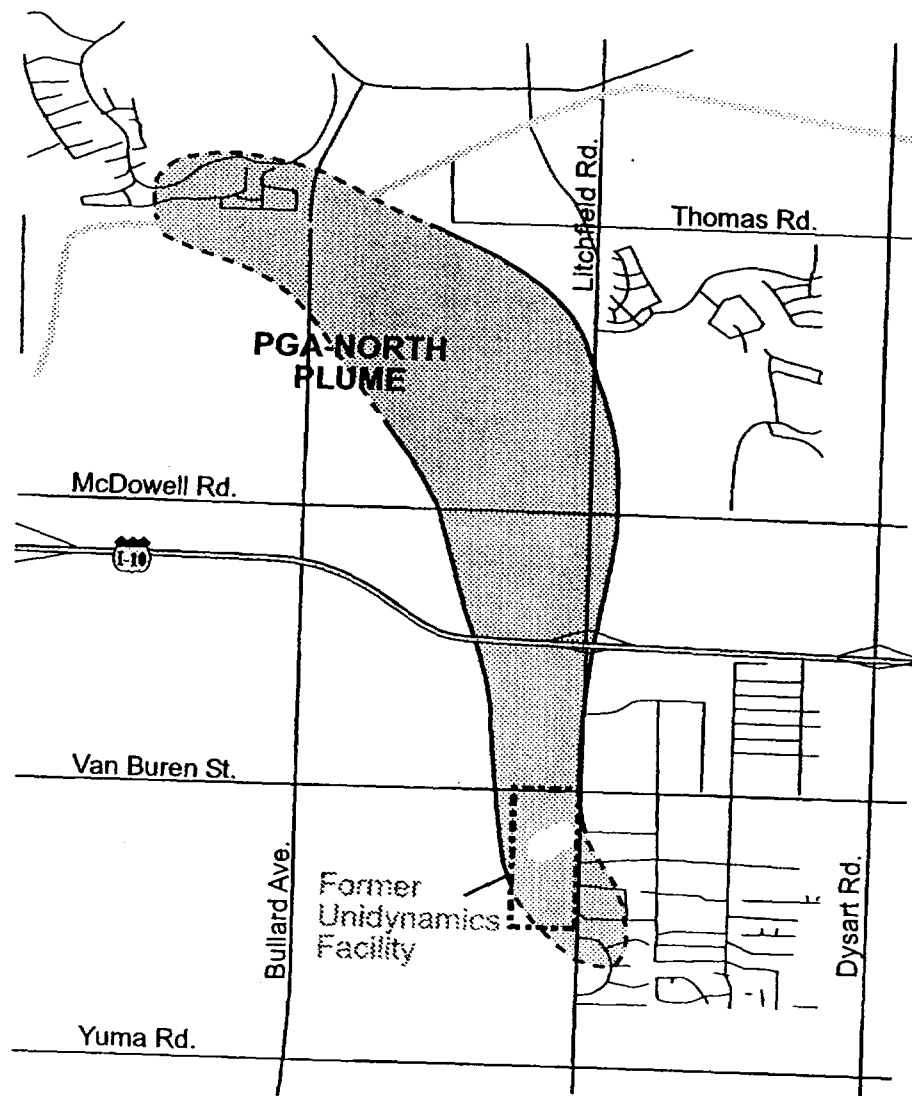 Litchfield Rd.
Thomas Rd.
PGA-NORTH
PLUME
McDowell Rd.
I-10
Van Buren St.
Bullard Ave.
Former
Unidynamics
Facility
Dysart Rd.
Yuma Rd.